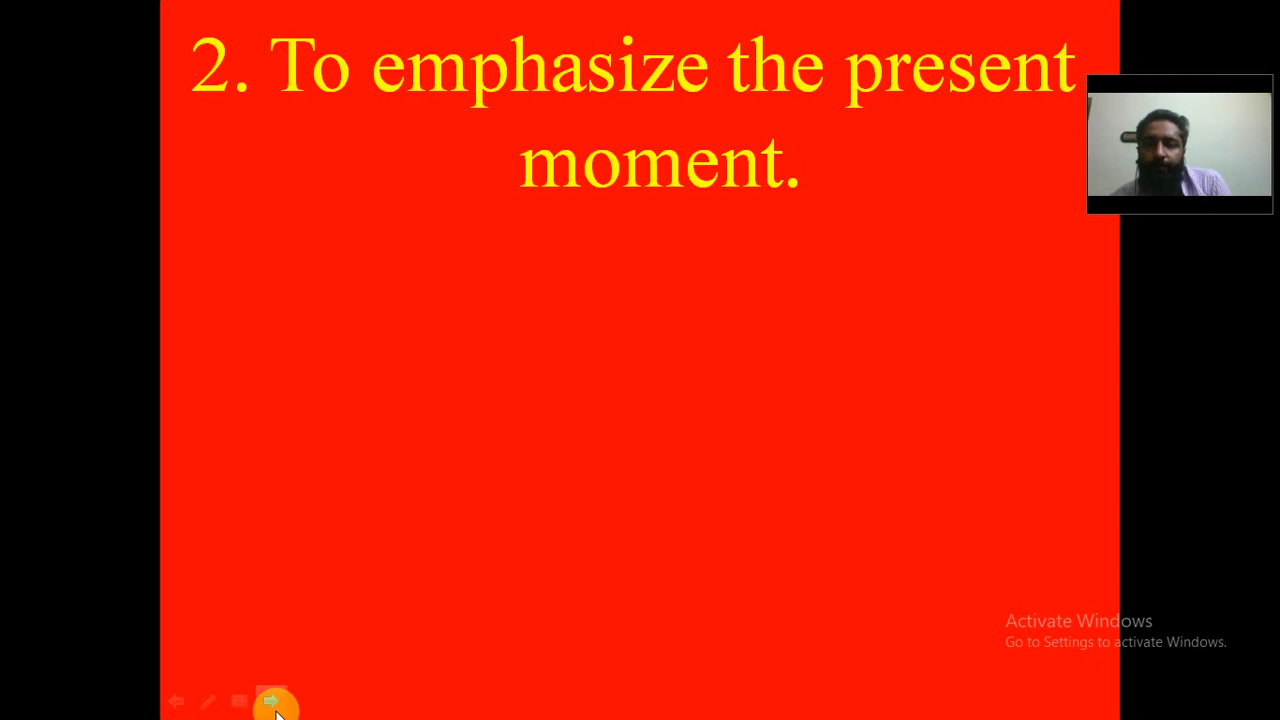 2. To emphasize the present
moment.
Activate Windows
Go to Settings to activate Windows.